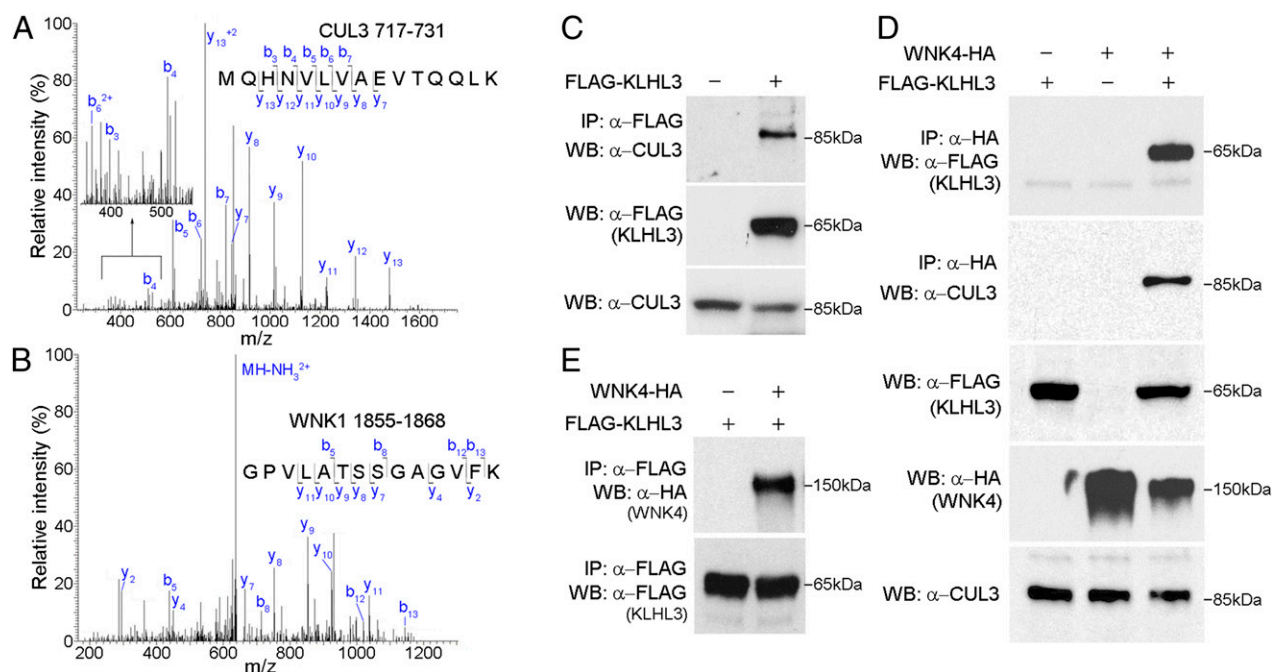 A
CUL3 717-731
y13+2
b3 b4 b5 b6 b7
M Q H N V L V A E V T Q Q L K
y13 y12 y11 y10 y9 y8 y7
b4
b6 2+
b3
y8
y10
b7
y9
y7
b5
b6
b4
y11
y12
y13
400 500
Relative intensity (%)
100
80
60
40
20
0
400 600 800 1000 1200 1400 1600
m/z
B
MH-NH3 2+
WNK1 1855-1868
b5 b8 b12 b13
G P V L A T S S G A G V F K
y11 y10 y9 y8 y7 y4 y2
y2
b5
y4
y7
b8
y8
y9
y10
b12
y11
b13
Relative intensity (%)
100
80
60
40
20
0
200 400 600 800 1000 1200
m/z
C
FLAG-KLHL3 – +
IP: α–FLAG
WB: α-CUL3
-85kDa
WB: α-FLAG
(KLHL3)
-65kDa
WB: α-CUL3
-85kDa
E
WNK4-HA – +
FLAG-KLHL3 + +
IP: α–FLAG
WB: α-HA
(WNK4)
-150kDa
IP: α–FLAG
WB: α-FLAG
(KLHL3)
-65kDa
D
WNK4-HA – + +
FLAG-KLHL3 + – +
IP: α-HA
WB: α-FLAG
(KLHL3)
-65kDa
IP: α-HA
WB: α-CUL3
-85kDa
WB: α-FLAG
(KLHL3)
-65kDa
WB: α-HA
(WNK4)
-150kDa
WB: α-CUL3
-85kDa